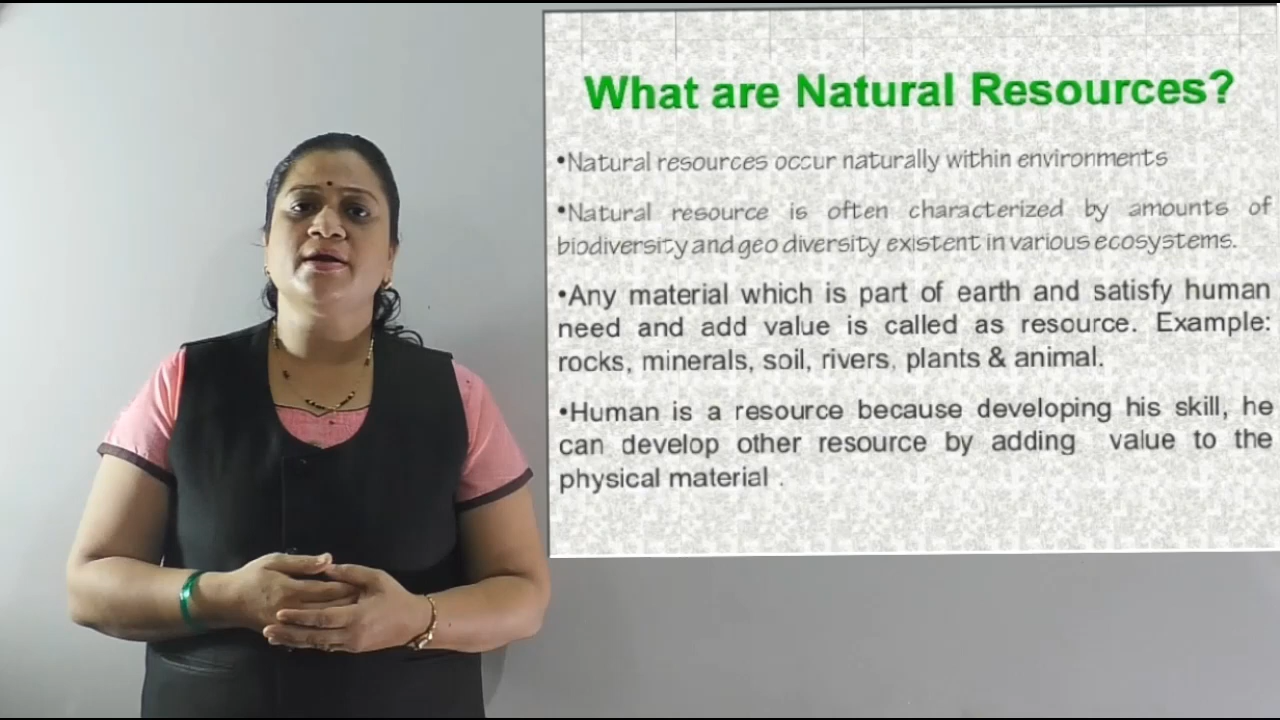 What are Natural Resources?
•Natural resources occur naturally within environments
•Natural resource is often characterized by amounts of
biodiversity and geo diversity existent in various ecosystems.
•Any material which is part of earth and satisfy human
need and add value is called as resource. Example:
rocks, minerals, soil, rivers, plants & animal.
•Human is a resource because developing his skill, he
can develop other resource by adding value to the
physical material .